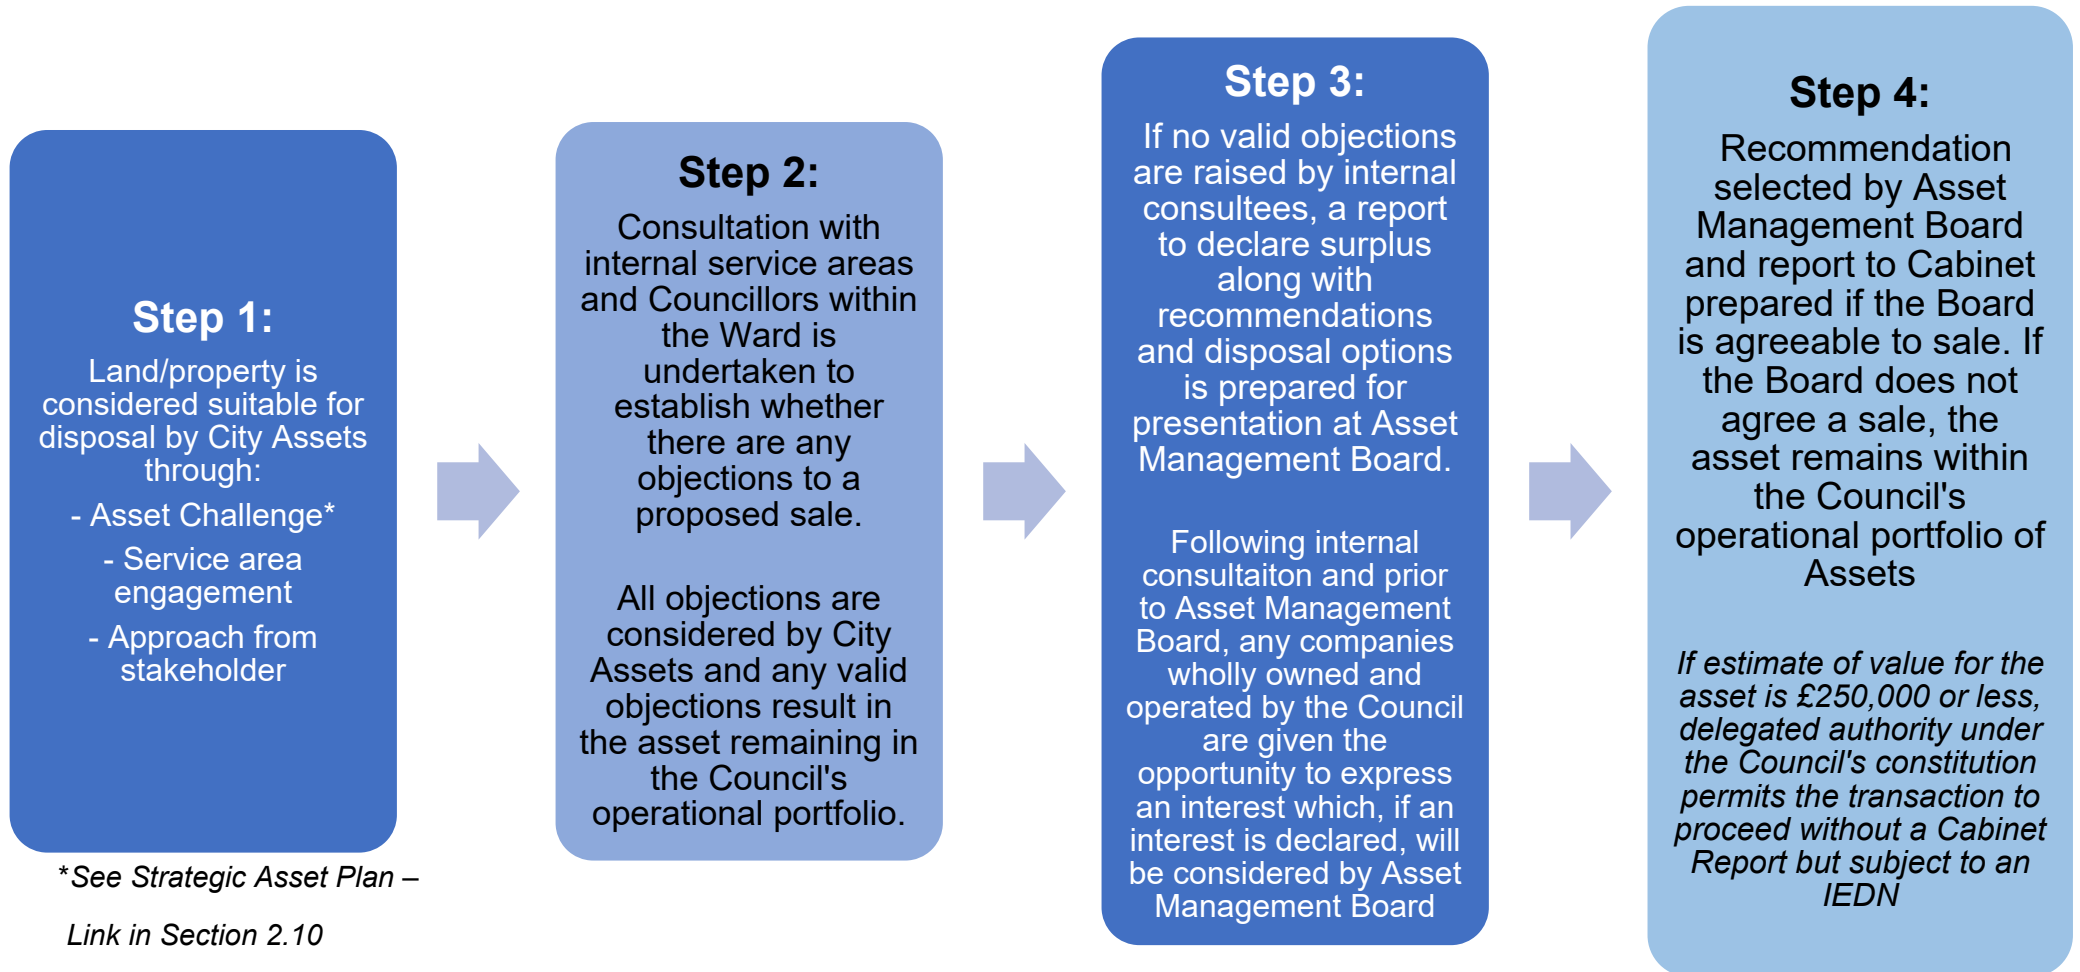 Step 1:
Land/property is
considered suitable for
disposal by City Assets
through:
- Asset Challenge*
- Service area
engagement
- Approach from
stakeholder
*See Strategic Asset Plan –
Link in Section 2.10
Step 2:
Consultation with
internal service areas
and Councillors within
the Ward is
undertaken to
establish whether
there are any
objections to a
proposed sale.
All objections are
considered by City
Assets and any valid
objections result in
the asset remaining in
the Council's
operational portfolio.
Step 3:
If no valid objections
are raised by internal
consultees, a report
to declare surplus
along with
recommendations
and disposal options
is prepared for
presentation at Asset
Management Board.
Following internal
consultaiton and prior
to Asset Management
Board, any companies
wholly owned and
operated by the Council
are given the
opportunity to express
an interest which, if an
interest is declared, will
be considered by Asset
Management Board
Step 4:
Recommendation
selected by Asset
Management Board
and report to Cabinet
prepared if the Board
is agreeable to sale. If
the Board does not
agree a sale, the
asset remains within
the Council's
operational portfolio of
Assets
If estimate of value for the
asset is £250,000 or less,
delegated authority under
the Council's constitution
permits the transaction to
proceed without a Cabinet
Report but subject to an
IEDN